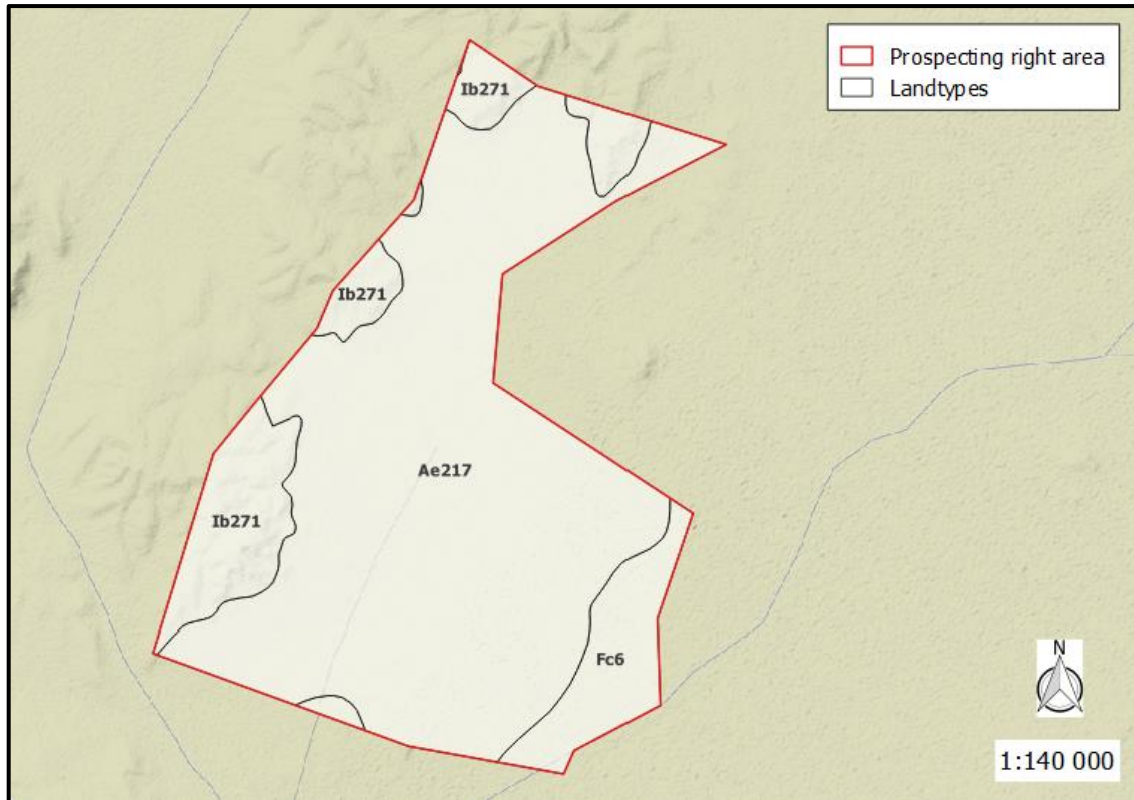 Prospecting right area
Landtypes
Ib271
Ib271
Ae217
Ib271
Fc6
N
1:140 000